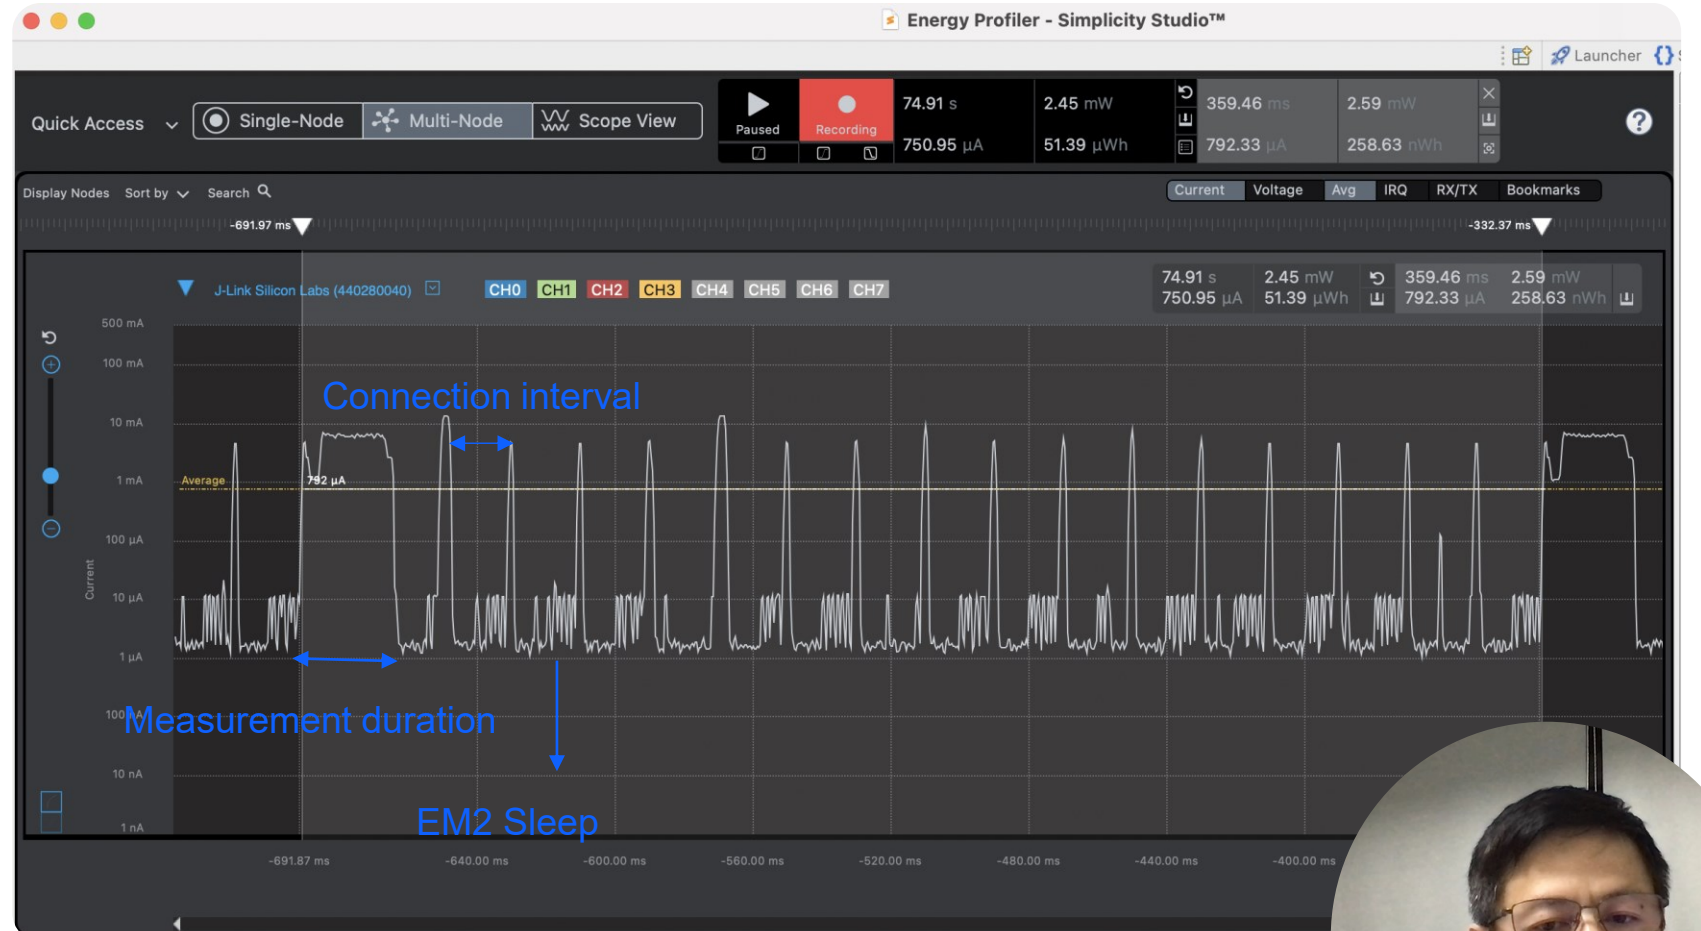 Energy Profiler - Simplicity Studio™
Launcher
Quick Access
Single-Node
Multi-Node
Scope View
Paused
Recording
74.91 s
2.45 mW
750.95 µA
51.39 µWh
359.46 ms
2.59 mW
792.33 µA
258.63 nWh
?
Display Nodes Sort by Search
Current Voltage Avg IRQ RX/TX Bookmarks
-691.97 ms
-332.37 ms
J-Link Silicon Labs (440280040)
CH0 CH1 CH2 CH3 CH4 CH5 CH6 CH7
74.91 s 2.45 mW 359.46 ms 2.59 mW
750.95 µA 51.39 µWh 792.33 µA 258.63 nWh
500 mA
100 mA
Connection interval
10 mA
1 mA
Average
792 µA
100 µA
Current
10 µA
1 µA
100 nA
Measurement duration
10 nA
EM2 Sleep
1 nA
-691.87 ms -640.00 ms -600.00 ms -560.00 ms -520.00 ms -480.00 ms -440.00 ms -400.00 ms